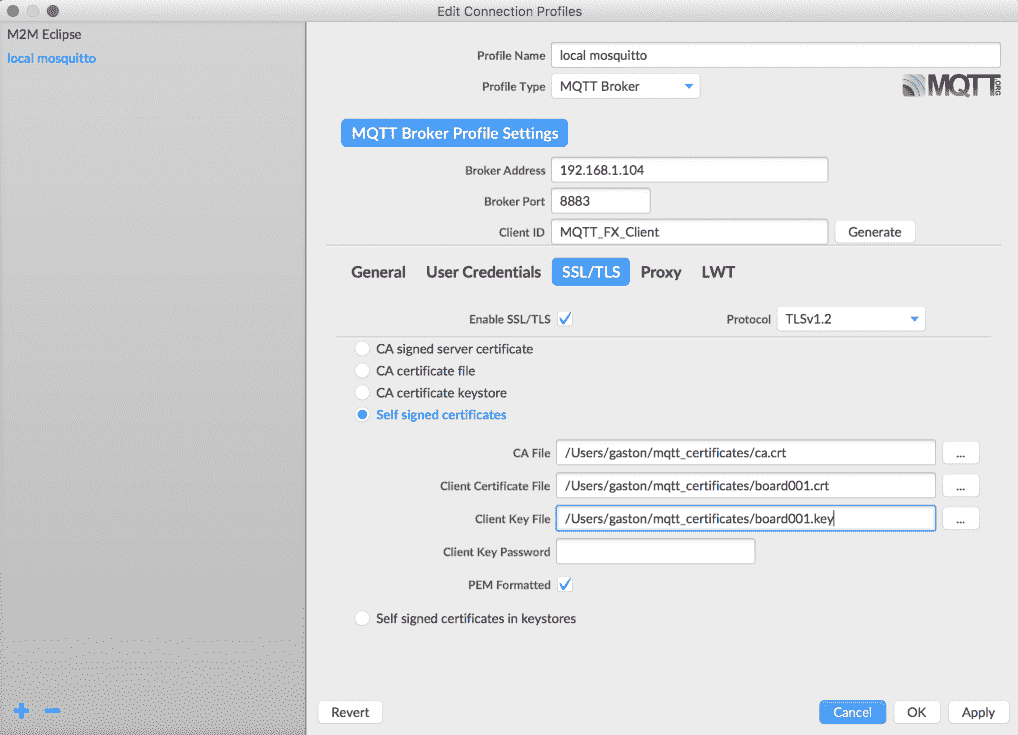 Edit Connection Profiles
M2M Eclipse
local mosquitto
Profile Name local mosquitto
Profile Type MQTT Broker
MQTT.ORG
MQTT Broker Profile Settings
Broker Address 192.168.1.104
Broker Port 8883
Client ID MQTT_FX_Client Generate
General User Credentials SSL/TLS Proxy LWT
Enable SSL/TLS Protocol TLSv1.2
CA signed server certificate
CA certificate file
CA certificate keystore
Self signed certificates
CA File /Users/gaston/mqtt_certificates/ca.crt ...
Client Certificate File /Users/gaston/mqtt_certificates/board001.crt ...
Client Key File /Users/gaston/mqtt_certificates/board001.key ...
Client Key Password
PEM Formatted
Self signed certificates in keystores
Revert Cancel OK Apply